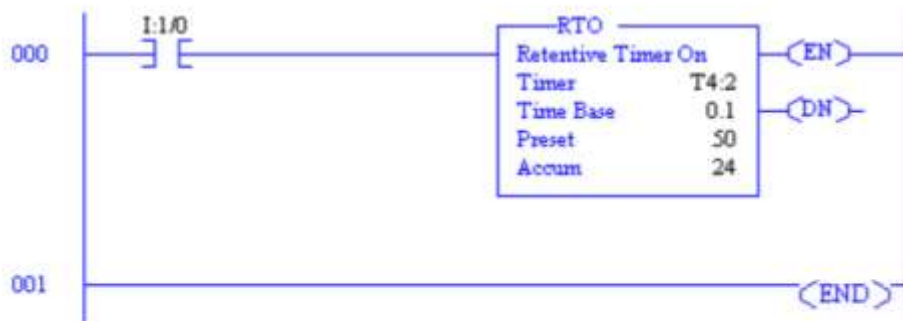 I:1/0
000
RTO
Retentive Timer On
Timer T4:2
Time Base 0.1
Preset 50
Accum 24
EN
DN
001
END